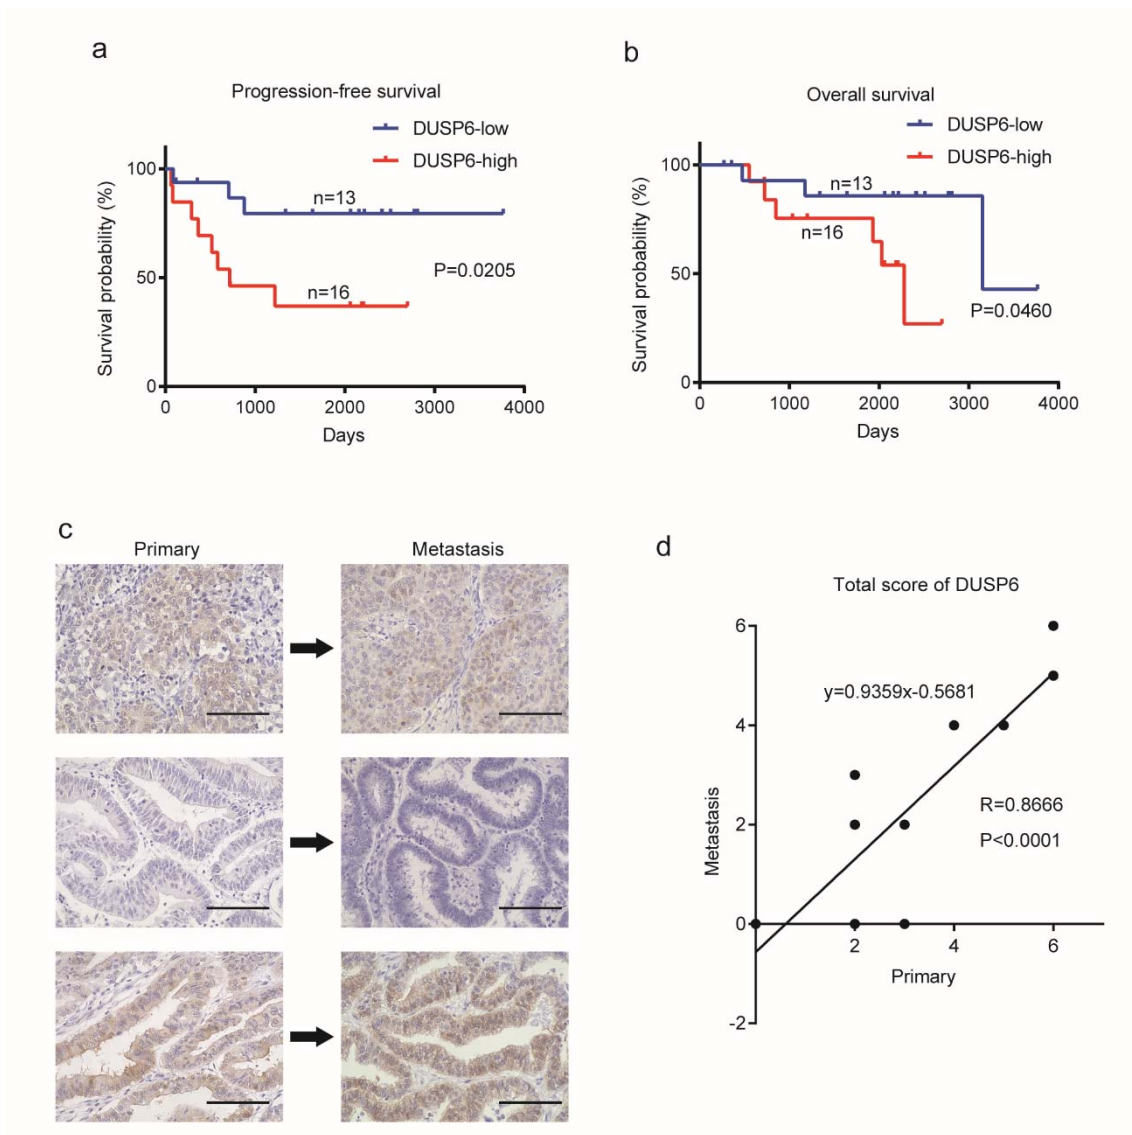 a
Progression-free survival
DUSP6-low
DUSP6-high
Survival probability (%)
100
50
0
n=13
n=16
P=0.0205
0 1000 2000 3000 4000
Days
b
Overall survival
DUSP6-low
DUSP6-high
Survival probability (%)
100
50
0
n=13
n=16
P=0.0460
0 1000 2000 3000 4000
Days
c
Primary Metastasis
d
Total score of DUSP6
Metastasis
6
4
2
0
-2
y=0.9359x-0.5681
R=0.8666
P<0.0001
2 4 6
Primary